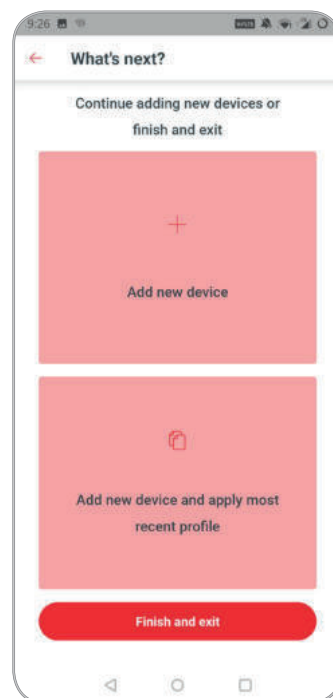 9:26
What's next?
Continue adding new devices or
finish and exit
Add new device
Add new device and apply most
recent profile
Finish and exit